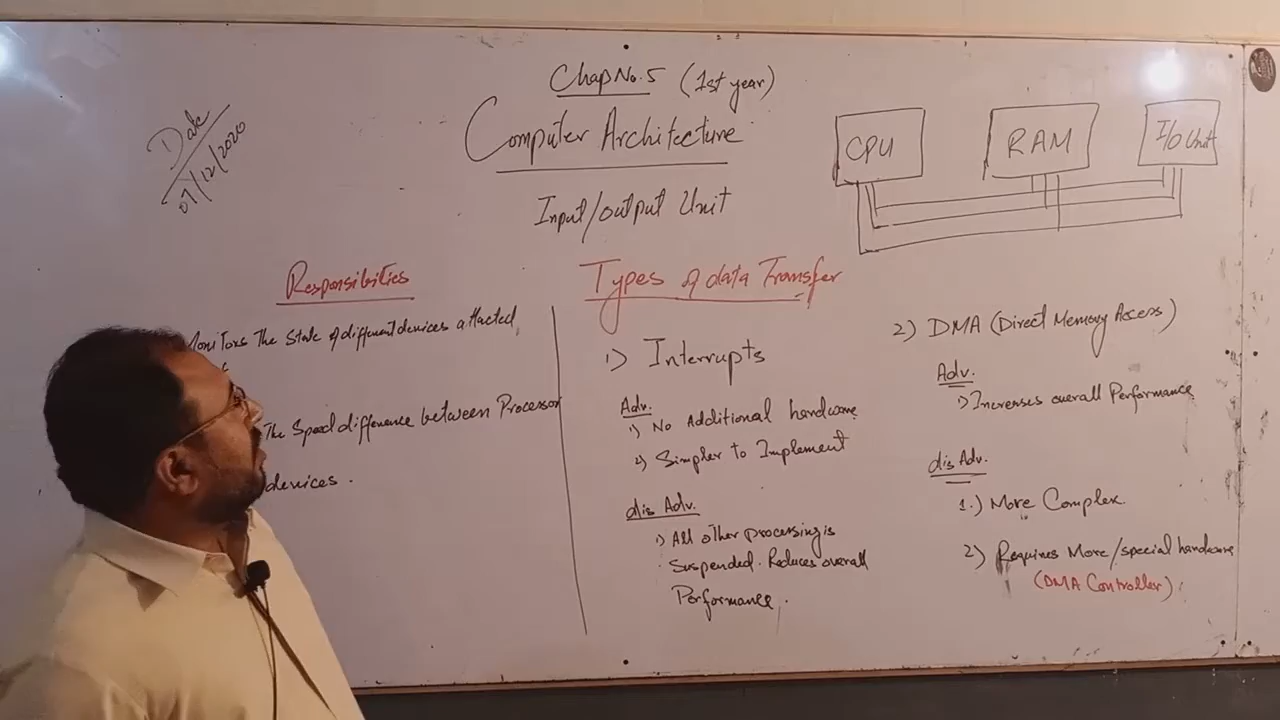 Chap No. 5 (1st year)
Computer Architecture
Input/output Unit
Date
07/12/2020
CPU
RAM
I/O Unit
Responsibities
Monitors The State of different devices attacted
The Speed difference between Processor
devices.
Types of data Transfer
1) Interrupts
Adv.
1) No Additional hardware
2) Simpler to Implement
dis Adv.
1) All other processing is
suspended. Reduces overall
Performance.
2) DMA (Direct Memory Access)
Adv.
1) Increases overall Performance
dis Adv.
1.) More Complex.
2) Requires More/special hardware
(DMA Controller).